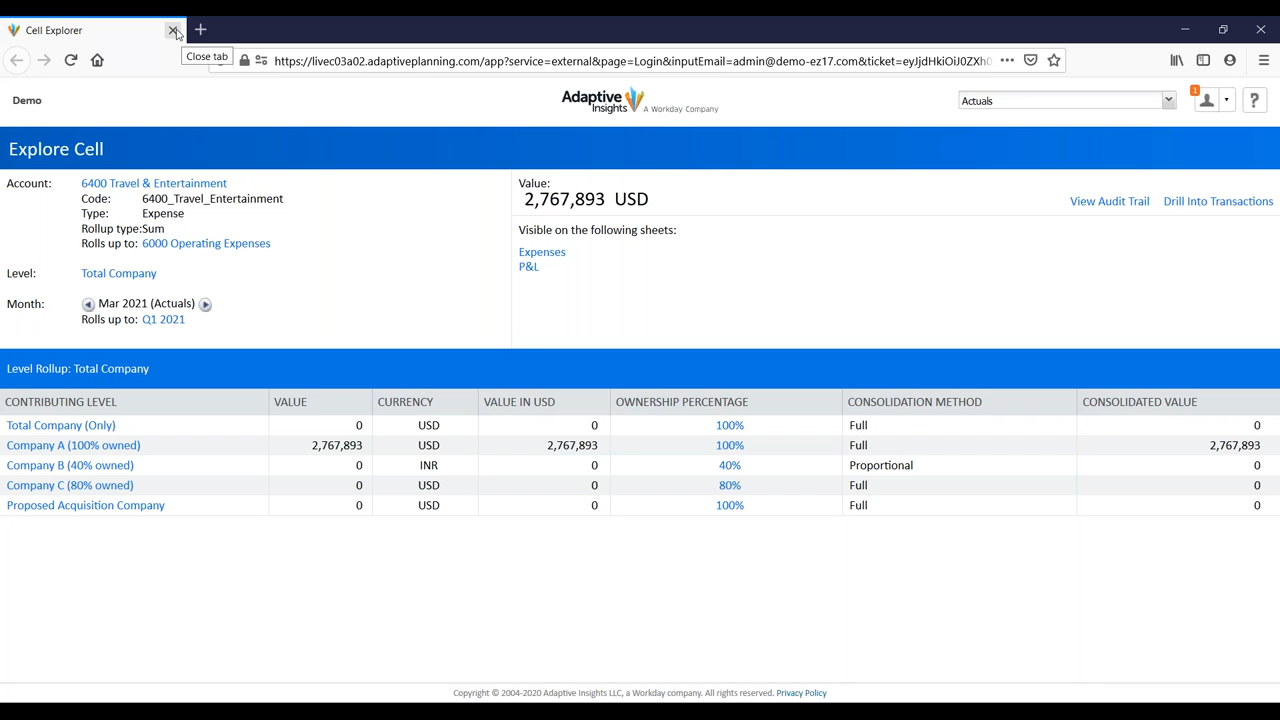 Cell Explorer
Close tab
https://livec03a02.adaptiveplanning.com/app?service=external&page=Login&inputEmail=admin@demo-ez17.com&ticket=eyJjdHkiOiJ0ZXh0
Demo
Adaptive Insights A Workday Company
Actuals
1
?
Explore Cell
Account: 6400 Travel & Entertainment
Code: 6400_Travel_Entertainment
Type: Expense
Rollup type:Sum
Rolls up to: 6000 Operating Expenses
Level: Total Company
Month: Mar 2021 (Actuals)
Rolls up to: Q1 2021
Value:
2,767,893 USD
View Audit Trail Drill Into Transactions
Visible on the following sheets:
Expenses
P&L
Level Rollup: Total Company
CONTRIBUTING LEVEL VALUE CURRENCY VALUE IN USD OWNERSHIP PERCENTAGE CONSOLIDATION METHOD CONSOLIDATED VALUE
Total Company (Only) 0 USD 0 100% Full 0
Company A (100% owned) 2,767,893 USD 2,767,893 100% Full 2,767,893
Company B (40% owned) 0 INR 0 40% Proportional 0
Company C (80% owned) 0 USD 0 80% Full 0
Proposed Acquisition Company 0 USD 0 100% Full 0
Copyright © 2004-2020 Adaptive Insights LLC, a Workday company. All rights reserved. Privacy Policy